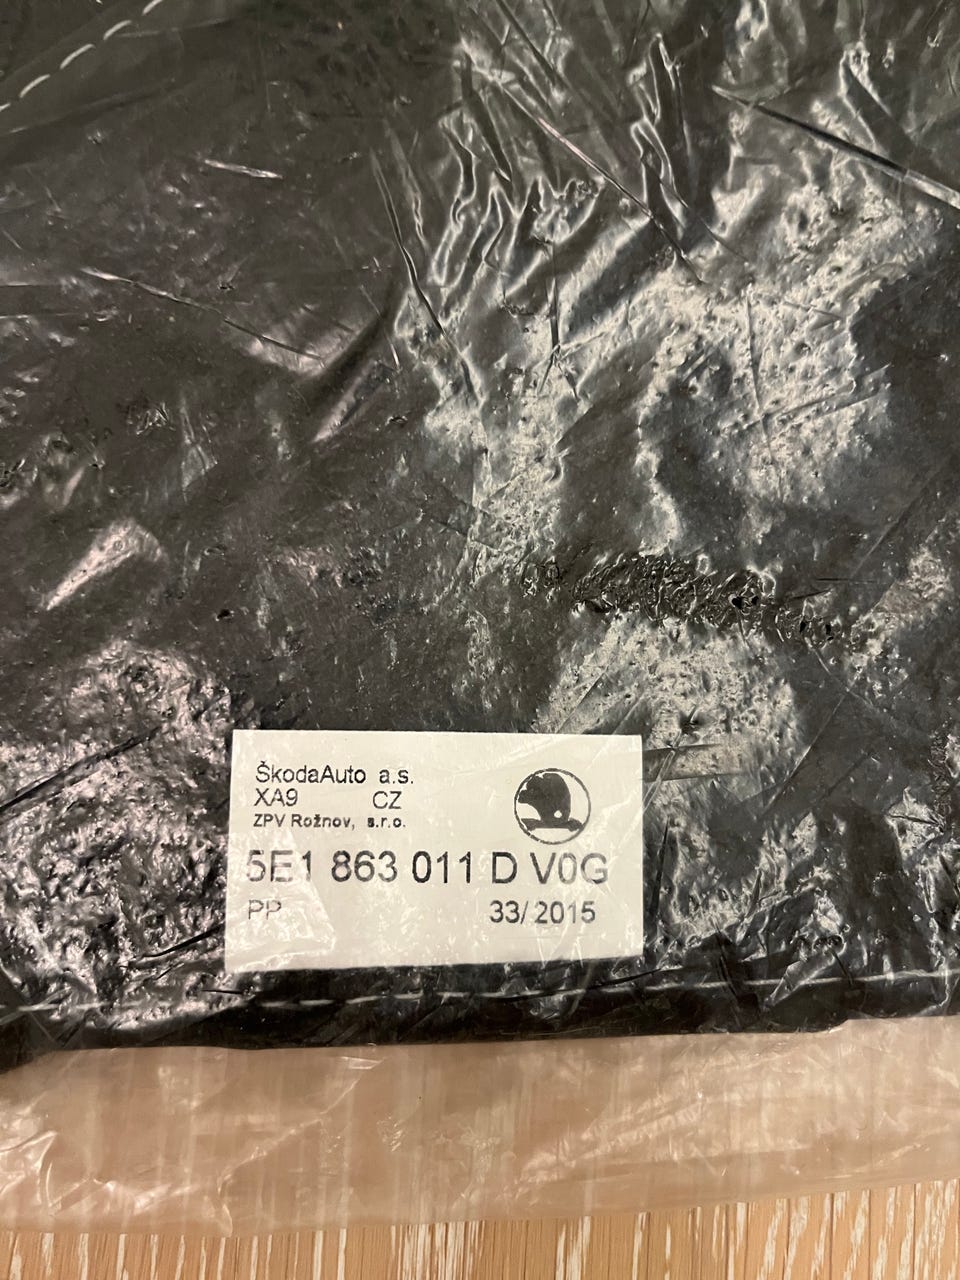 ŠkodaAuto a.s.
XA9 CZ
ZPV Rožnov, s.r.o.
5E1 863 011 D V0G
PP 33/2015